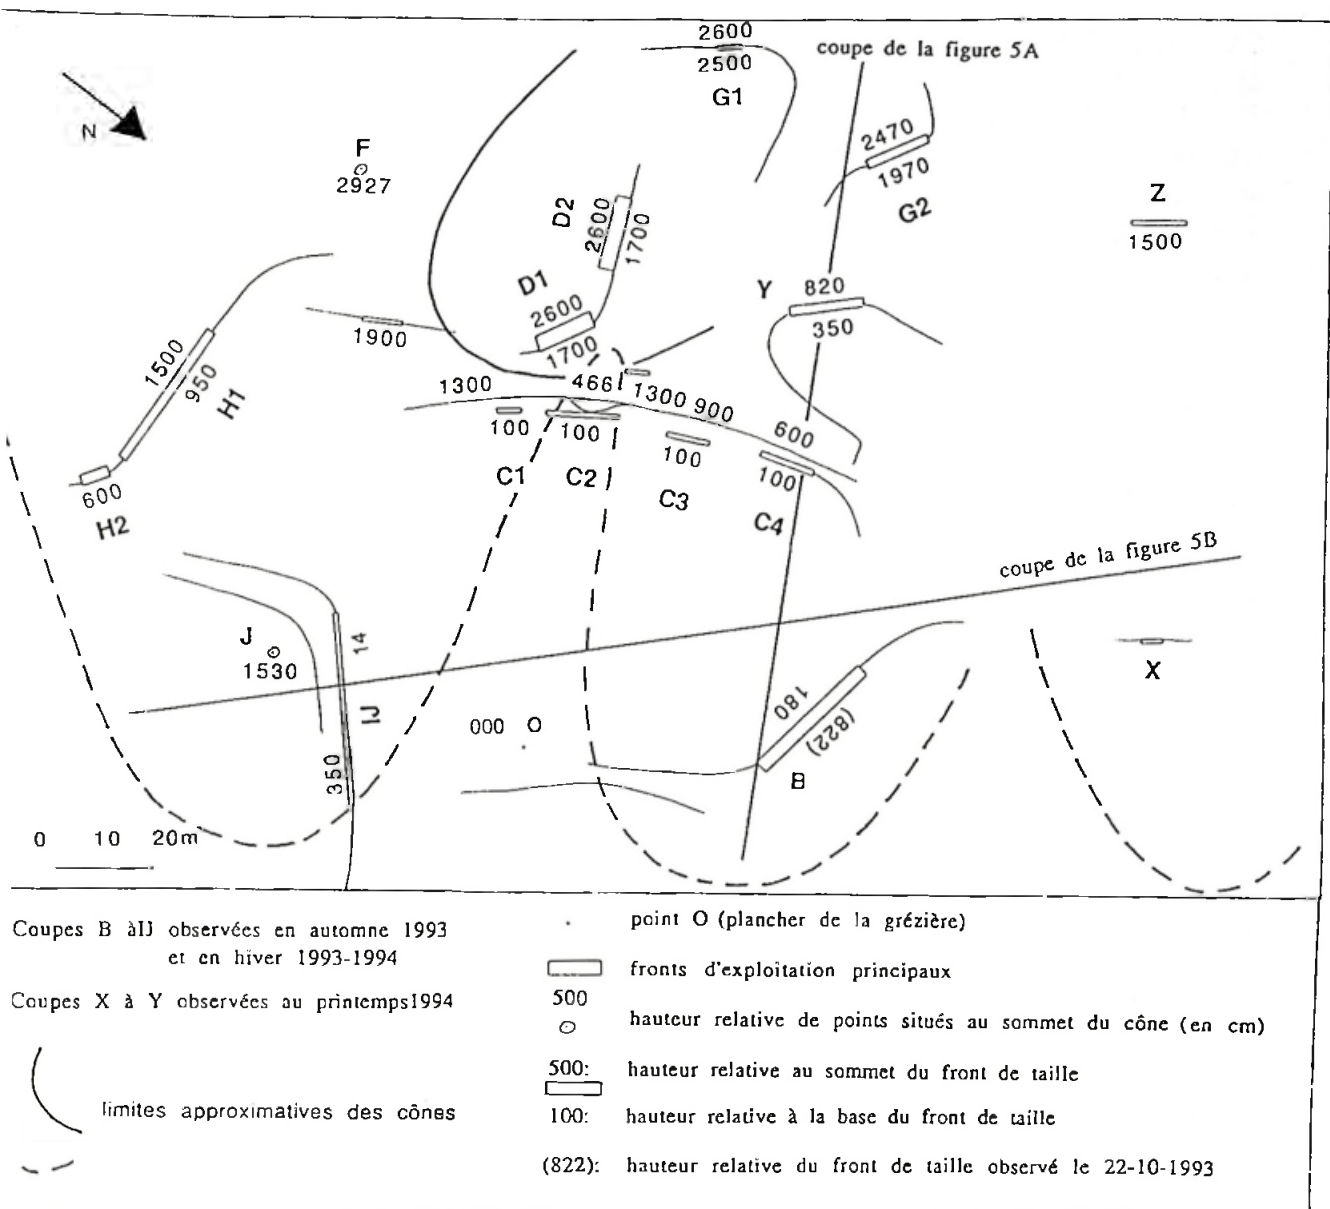 2600
coupe de la figure 5A
2500
G1
N
F
2927
2470
1970
G2
Z
1500
D2
2600
1700
D1
2600
1700
Y
820
350
1900
1500
950
H1
1300
466
1300
900
600
100
100
100
100
C1
C2
C3
C4
600
H2
coupe de la figure 5B
J
1530
14
IJ
350
000 O
180
(822)
B
X
0 10 20m
Coupes B àIJ observées en automne 1993
et en hiver 1993-1994
Coupes X à Y observées au printemps1994
limites approximatives des cônes
point O (plancher de la grézière)
fronts d'exploitation principaux
500
hauteur relative de points situés au sommet du cône (en cm)
500: hauteur relative au sommet du front de taille
100: hauteur relative à la base du front de taille
(822): hauteur relative du front de taille observé le 22-10-1993